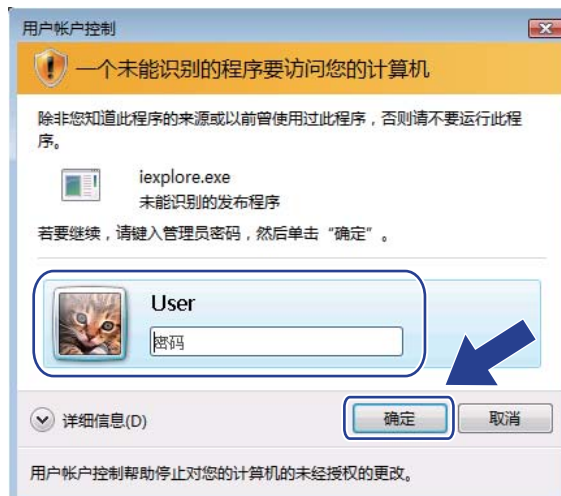 用户帐户控制
一个未能识别的程序要访问您的计算机
除非您知道此程序的来源或以前曾使用过此程序，否则请不要运行此程
序。
iexplore.exe
未能识别的发布程序
若要继续，请键入管理员密码，然后单击“确定”。
User
密码
详细信息(D)
确定
取消
用户帐户控制帮助停止对您的计算机的未经授权的更改。